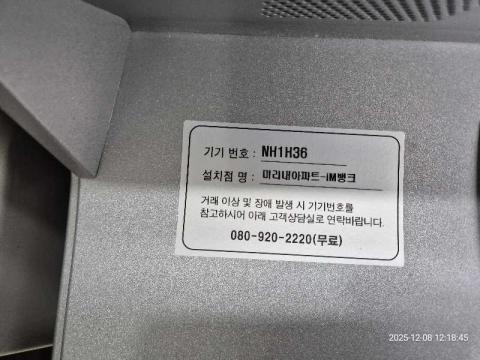 기기 번호 : NH1H36
설치점 명 : 미리내아파트-iM뱅크
거래 이상 및 장애 발생 시 기기번호를
참고하시어 아래 고객상담실로 연락바랍니다.
080-920-2220(무료)
2025-12-08 12:18:45